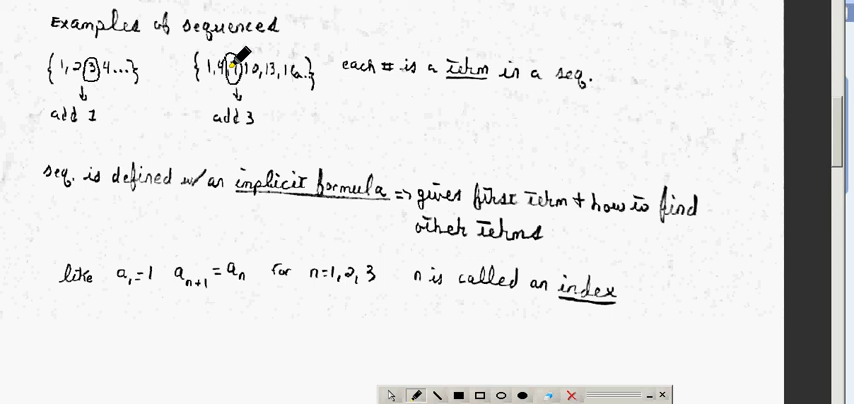 Examples of sequences
{1, 2, 3, 4...} {1, 4, 7, 10, 13, 16...} each # is a term in a seq.
↓ ↓
add 1 add 3
seq. is defined w/ an implicit formula => gives first term + how to find
other terms
like a₁=1 aₙ₊₁=aₙ for n=1,2,3 n is called an index